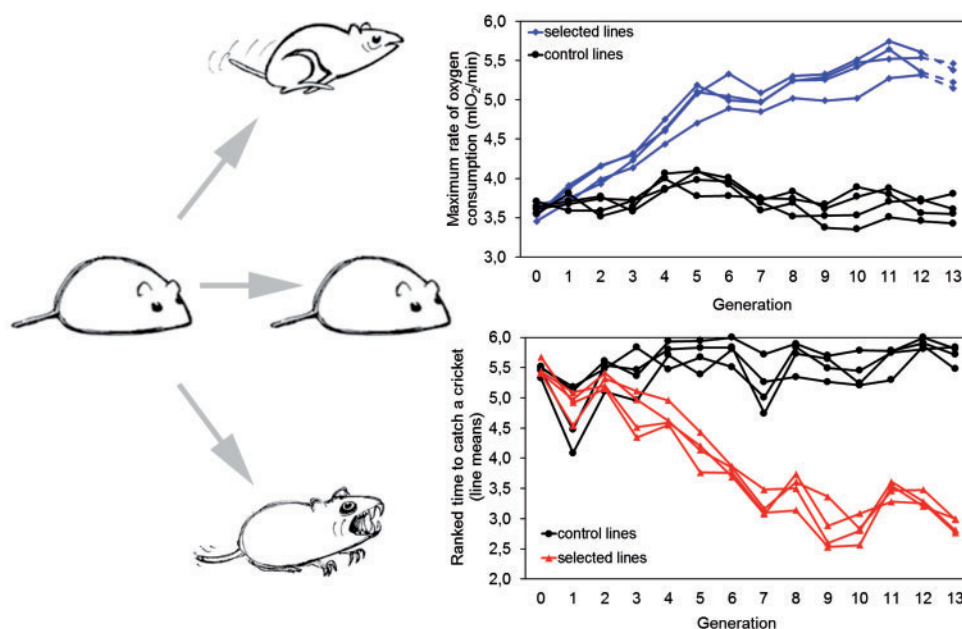 Maximum rate of oxygen
consumption (mlO₂/min)
6,0
5,5
5,0
4,5
4,0
3,5
3,0
selected lines
control lines
0 1 2 3 4 5 6 7 8 9 10 11 12 13
Generation
Ranked time to catch a cricket
(line means)
6,0
5,5
5,0
4,5
4,0
3,5
3,0
2,5
2,0
control lines
selected lines
0 1 2 3 4 5 6 7 8 9 10 11 12 13
Generation